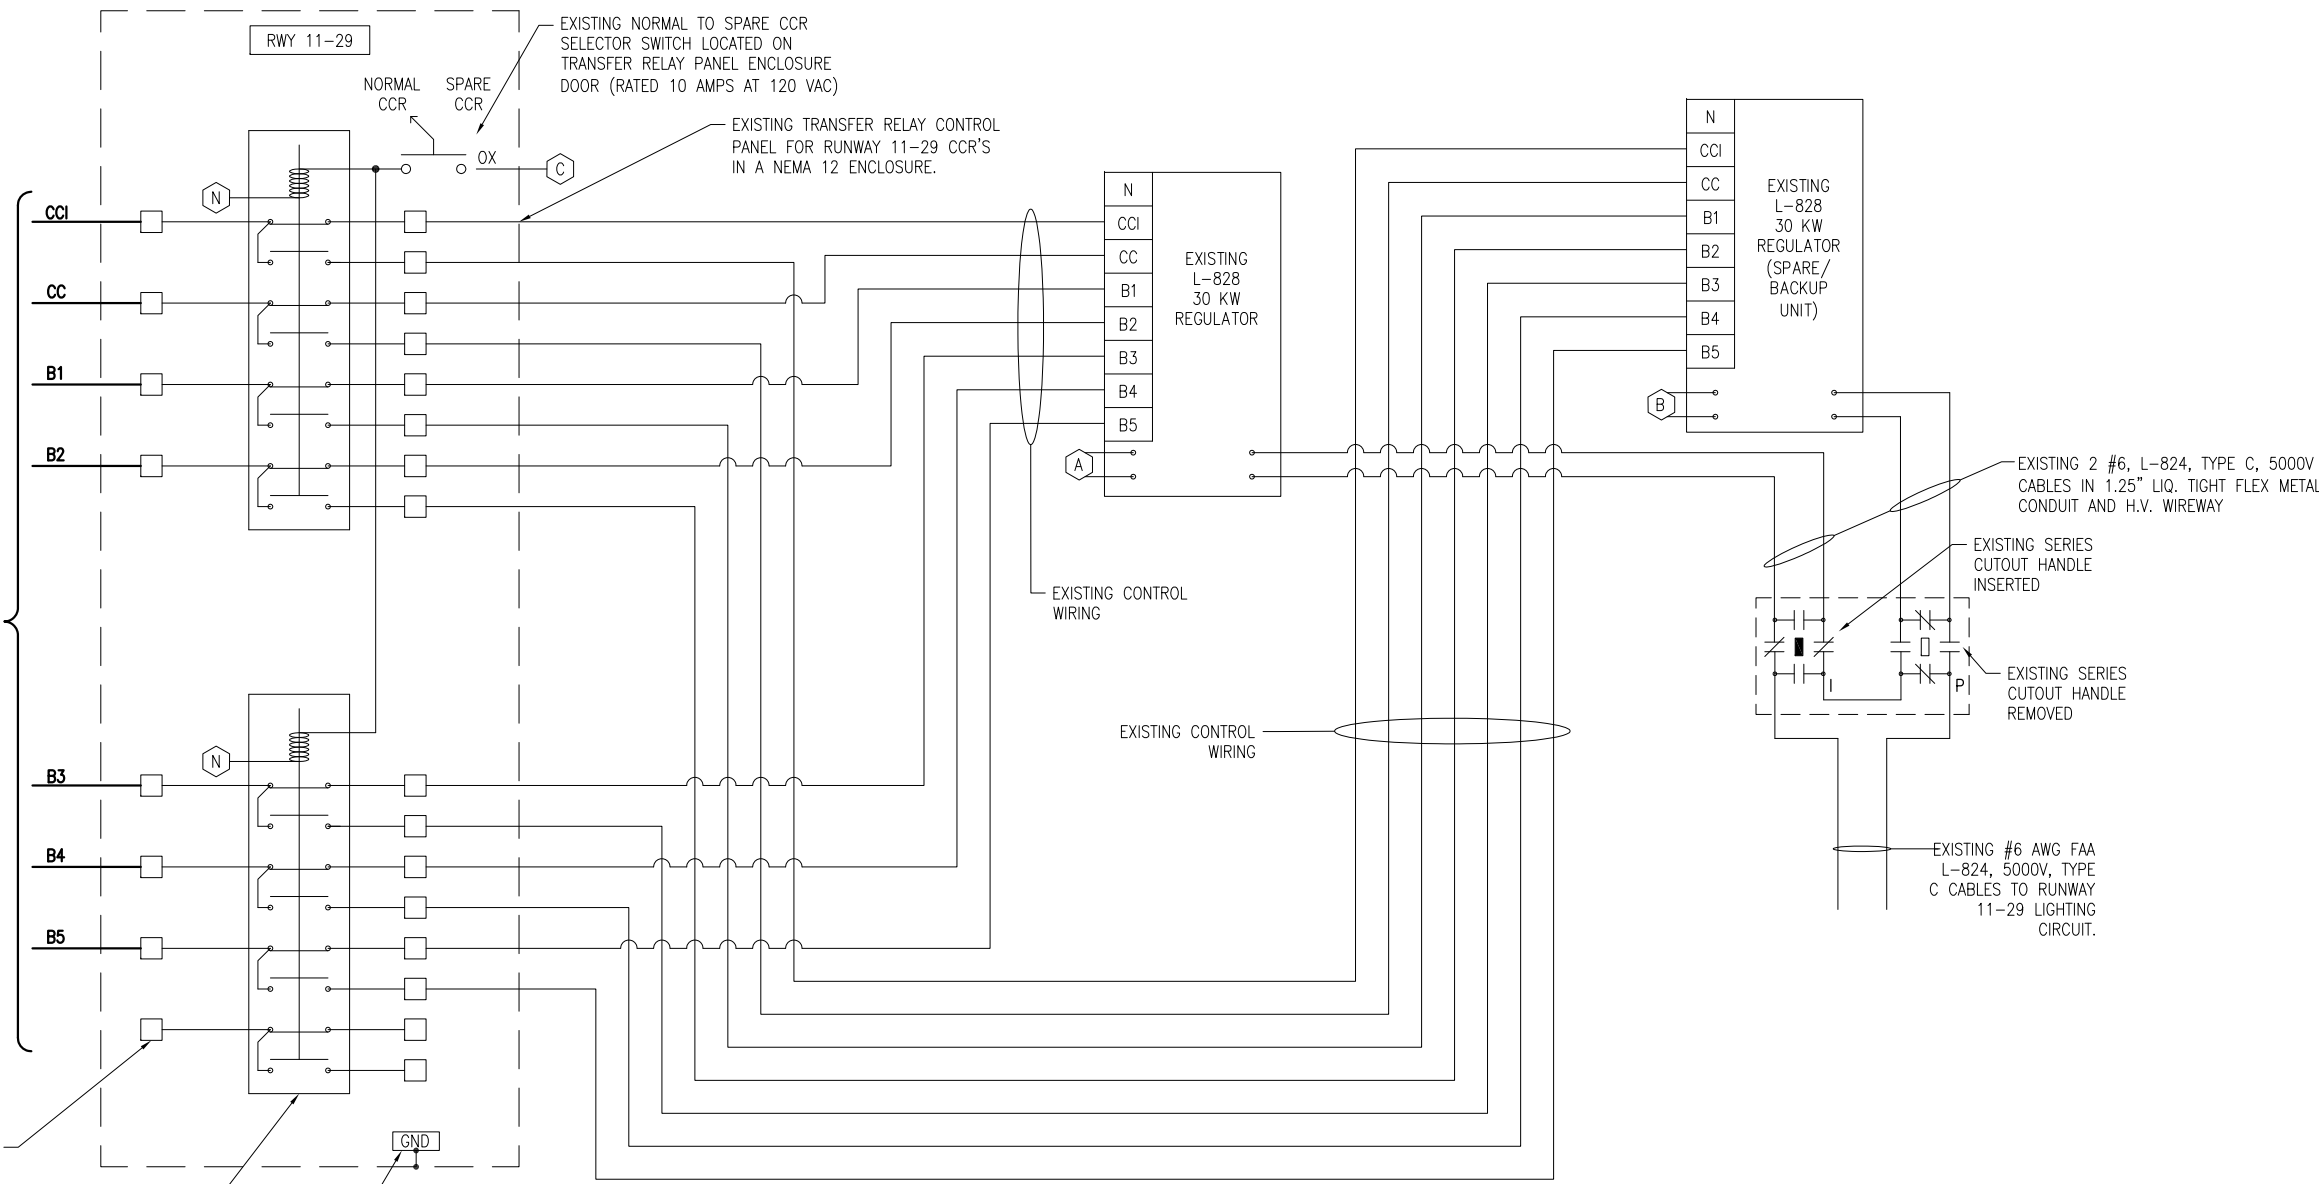 RWY 11-29
EXISTING NORMAL TO SPARE CCR
SELECTOR SWITCH LOCATED ON
TRANSFER RELAY PANEL ENCLOSURE
DOOR (RATED 10 AMPS AT 120 VAC)
NORMAL
CCR
SPARE
CCR
OX
C
EXISTING TRANSFER RELAY CONTROL
PANEL FOR RUNWAY 11-29 CCR'S
IN A NEMA 12 ENCLOSURE.
N
CCI
CC
B1
B2
N
B3
B4
B5
GND
N
CCI
CC
B1
B2
B3
B4
B5
EXISTING
L-828
30 KW
REGULATOR
A
EXISTING CONTROL
WIRING
N
CCI
CC
B1
B2
B3
B4
B5
EXISTING
L-828
30 KW
REGULATOR
(SPARE/
BACKUP
UNIT)
B
EXISTING CONTROL
WIRING
EXISTING 2 #6, L-824, TYPE C, 5000V
CABLES IN 1.25" LIQ. TIGHT FLEX METAL
CONDUIT AND H.V. WIREWAY
EXISTING SERIES
CUTOUT HANDLE
INSERTED
I
P
EXISTING SERIES
CUTOUT HANDLE
REMOVED
EXISTING #6 AWG FAA
L-824, 5000V, TYPE
C CABLES TO RUNWAY
11-29 LIGHTING
CIRCUIT.